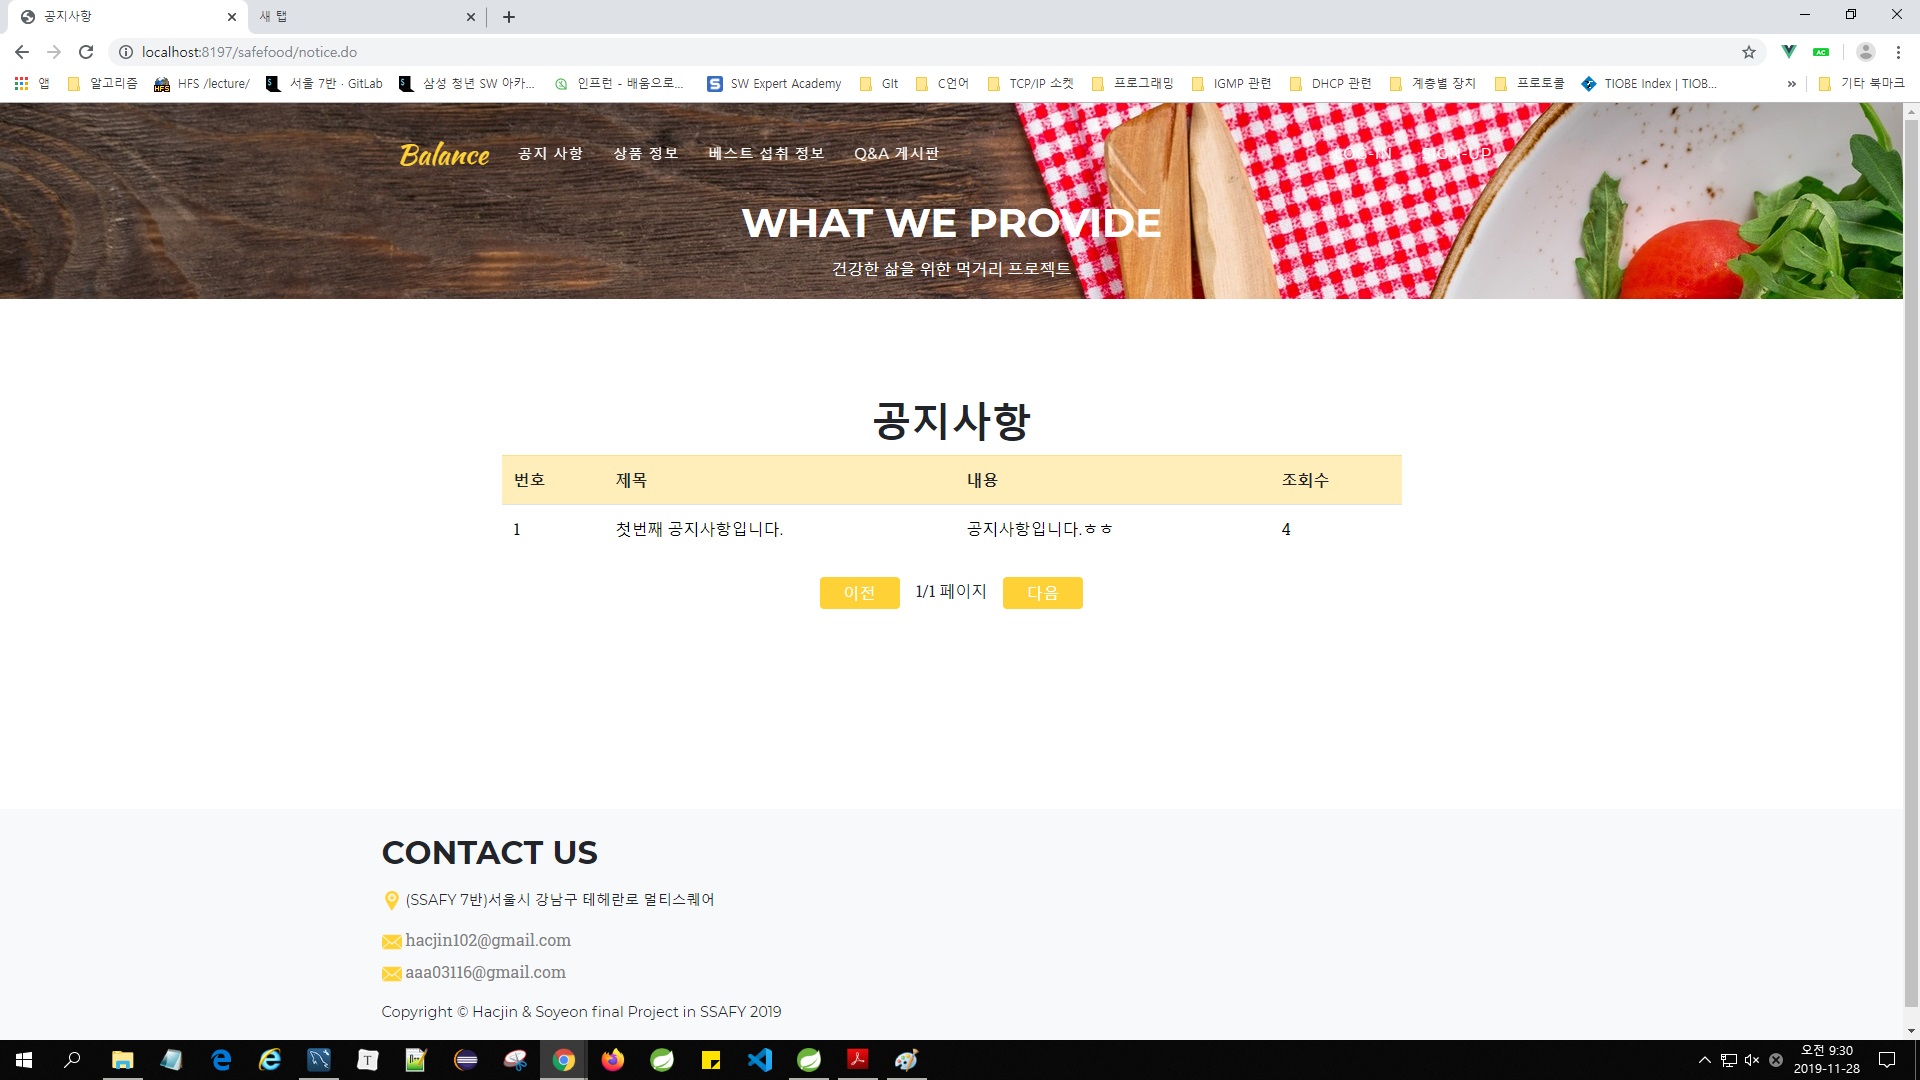 공지사항
새 탭
localhost:8197/safefood/notice.do
앱
알고리즘
HFS /lecture/
서울 7반 · GitLab
삼성 청년 SW 아카...
인프런 - 배움으로...
SW Expert Academy
GIt
C언어
TCP/IP 소켓
프로그래밍
IGMP 관련
DHCP 관련
계층별 장치
프로토콜
TIOBE Index | TIOB...
»
기타 북마크
Balance
공지 사항
상품 정보
베스트 섭취 정보
Q&A 게시판
LOG-IN
SIGN-UP
WHAT WE PROVIDE
건강한 삶을 위한 먹거리 프로젝트
공지사항
번호 제목 내용 조회수
1 첫번째 공지사항입니다. 공지사항입니다.ㅎㅎ 4
이전 1/1 페이지 다음
CONTACT US
(SSAFY 7반)서울시 강남구 테헤란로 멀티스퀘어
hacjin102@gmail.com
aaa03116@gmail.com
Copyright © Hacjin & Soyeon final Project in SSAFY 2019
오전 9:30
2019-11-28